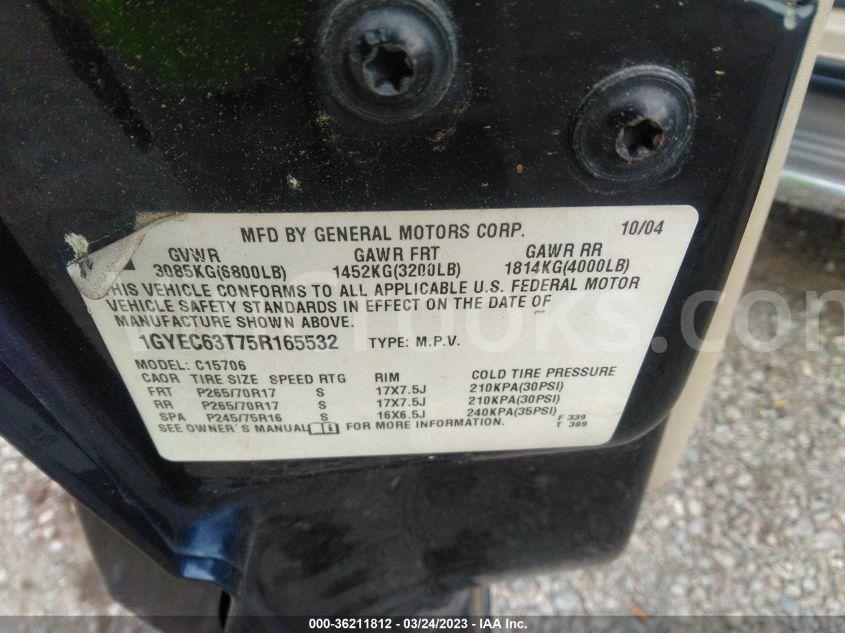 MFD BY GENERAL MOTORS CORP. 10/04
GVWR GAWR FRT GAWR RR
3085KG(6800LB) 1452KG(3200LB) 1814KG(4000LB)
THIS VEHICLE CONFORMS TO ALL APPLICABLE U.S. FEDERAL MOTOR
VEHICLE SAFETY STANDARDS IN EFFECT ON THE DATE OF
MANUFACTURE SHOWN ABOVE.
1GYEC63T75R165532 TYPE: M.P.V.
MODEL: C15706
CAOR TIRE SIZE SPEED RTG RIM COLD TIRE PRESSURE
FRT P265/70R17 S 17X7.5J 210KPA(30PSI)
RR P265/70R17 S 17X7.5J 210KPA(30PSI)
SPA P245/75R16 S 16X6.5J 240KPA(35PSI)
SEE OWNER'S MANUAL FOR MORE INFORMATION.
F 339
T 389
000-36211812 - 03/24/2023 - IAA Inc.